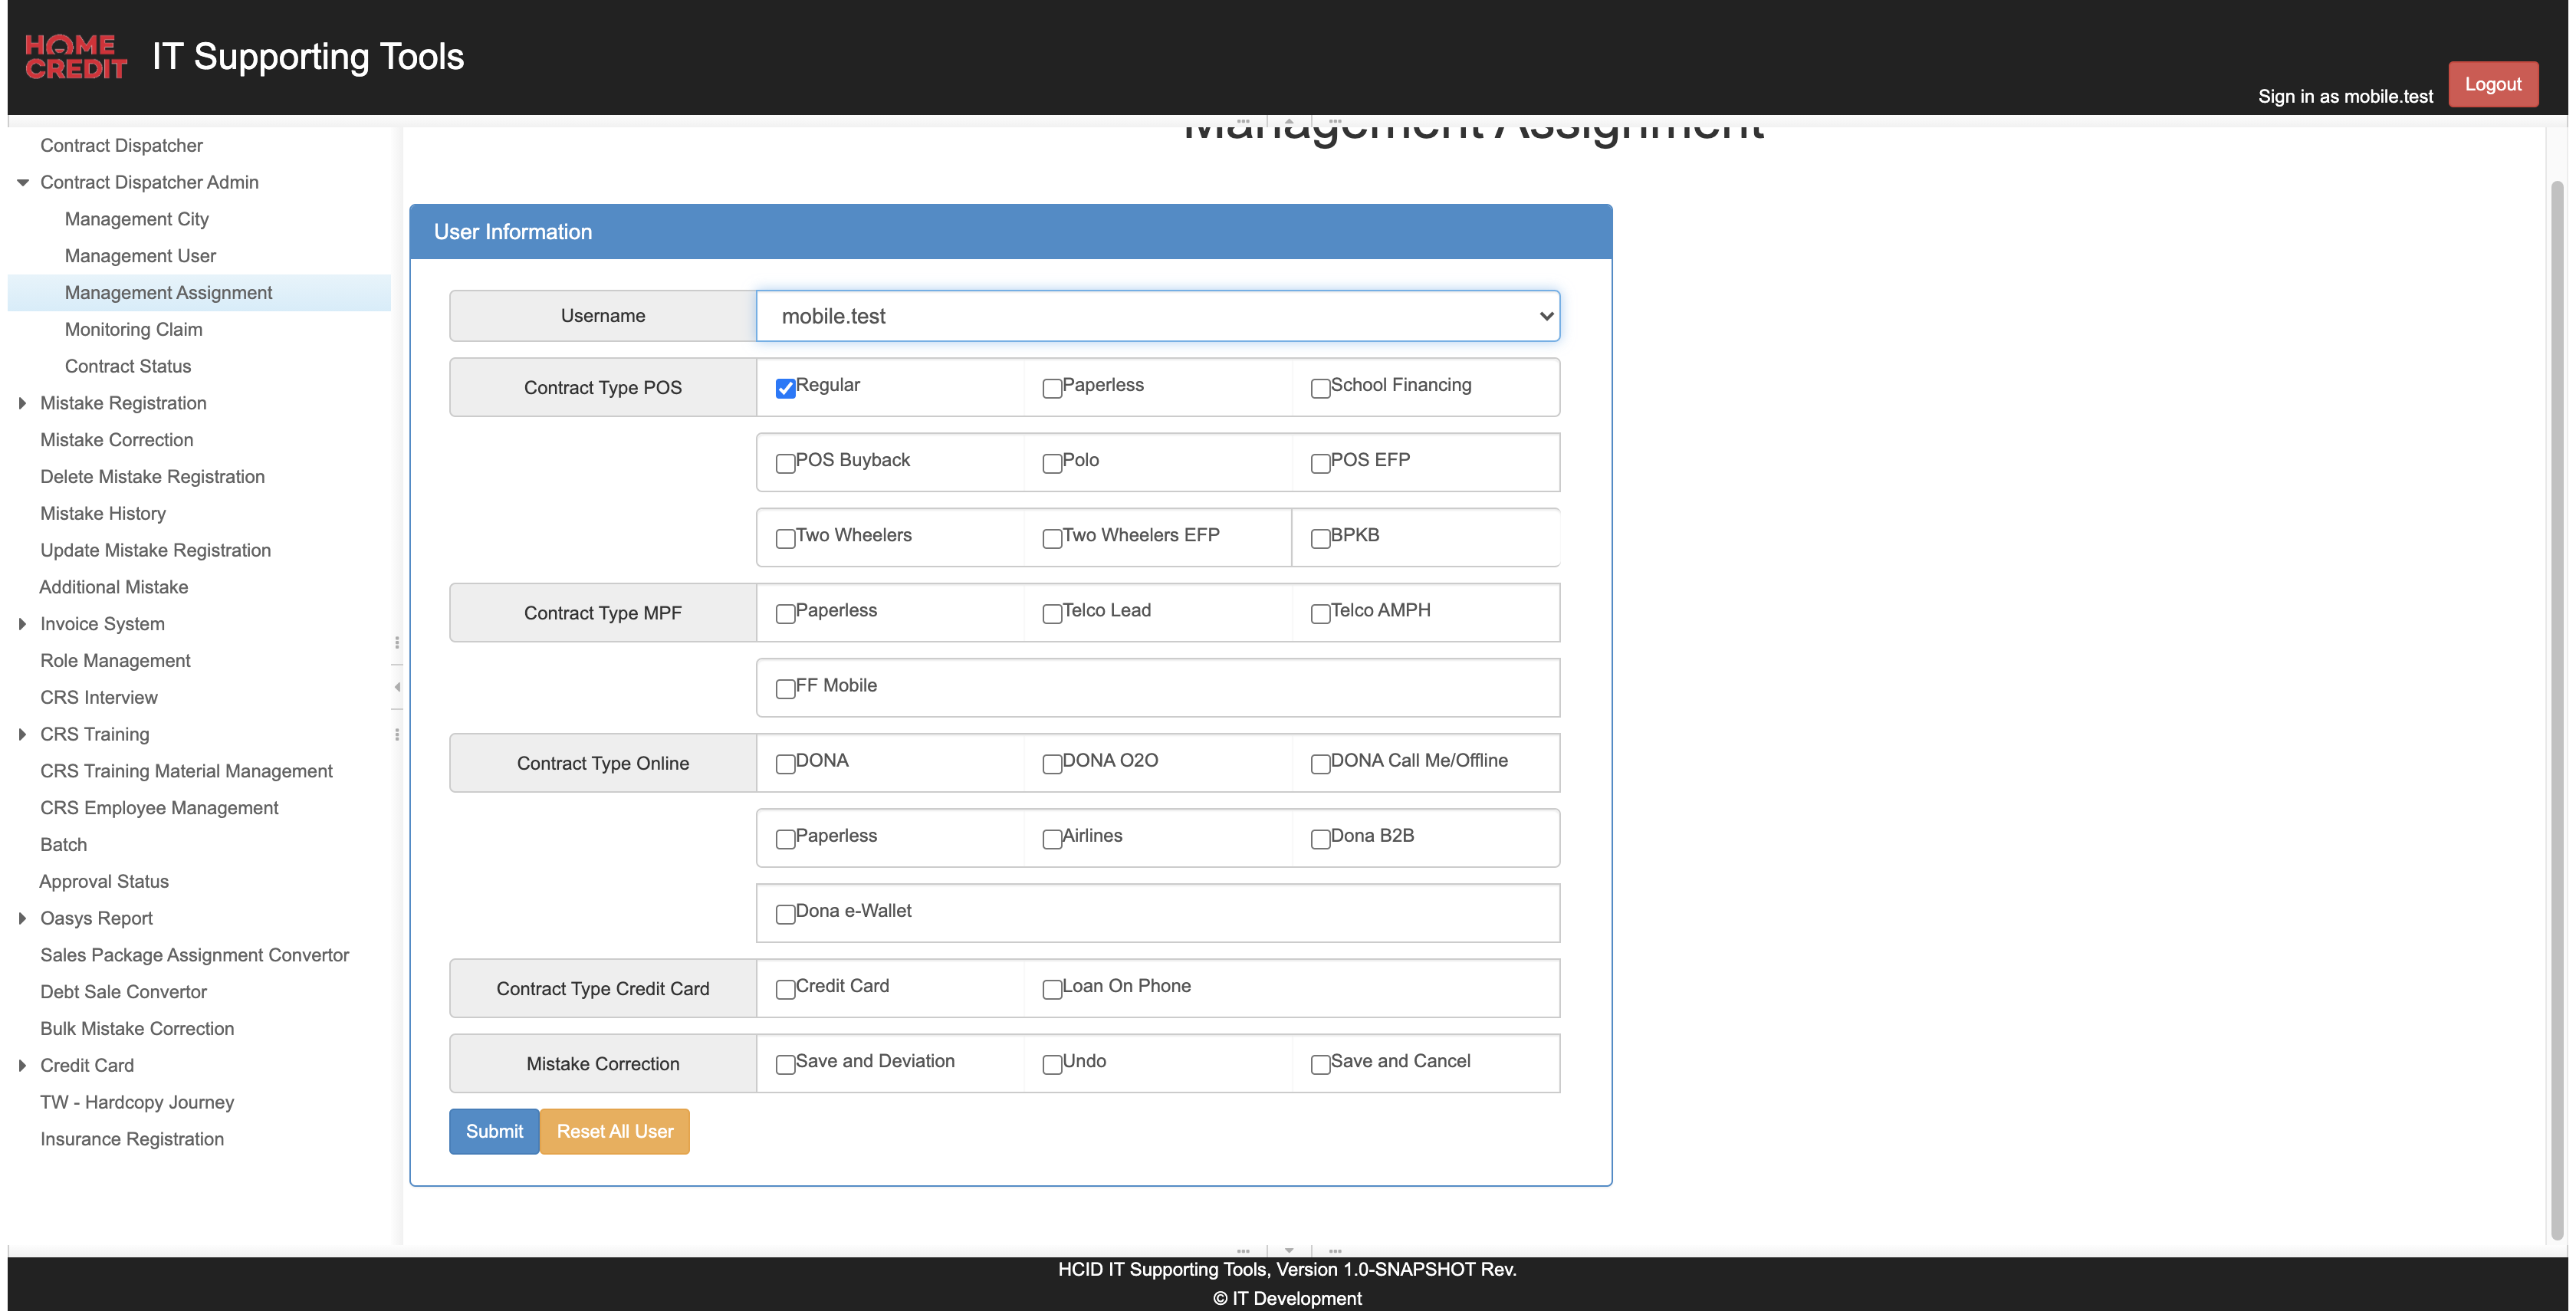 HOME
CREDIT
IT Supporting Tools
Sign in as mobile.test
Logout
Management Assignment
Contract Dispatcher
Contract Dispatcher Admin
Management City
Management User
Management Assignment
Monitoring Claim
Contract Status
Mistake Registration
Mistake Correction
Delete Mistake Registration
Mistake History
Update Mistake Registration
Additional Mistake
Invoice System
Role Management
CRS Interview
CRS Training
CRS Training Material Management
CRS Employee Management
Batch
Approval Status
Oasys Report
Sales Package Assignment Convertor
Debt Sale Convertor
Bulk Mistake Correction
Credit Card
TW - Hardcopy Journey
Insurance Registration
User Information
Username mobile.test
Contract Type POS Regular Paperless School Financing
POS Buyback Polo POS EFP
Two Wheelers Two Wheelers EFP BPKB
Contract Type MPF Paperless Telco Lead Telco AMPH
FF Mobile
Contract Type Online DONA DONA O2O DONA Call Me/Offline
Paperless Airlines Dona B2B
Dona e-Wallet
Contract Type Credit Card Credit Card Loan On Phone
Mistake Correction Save and Deviation Undo Save and Cancel
Submit Reset All User
HCID IT Supporting Tools, Version 1.0-SNAPSHOT Rev.
© IT Development